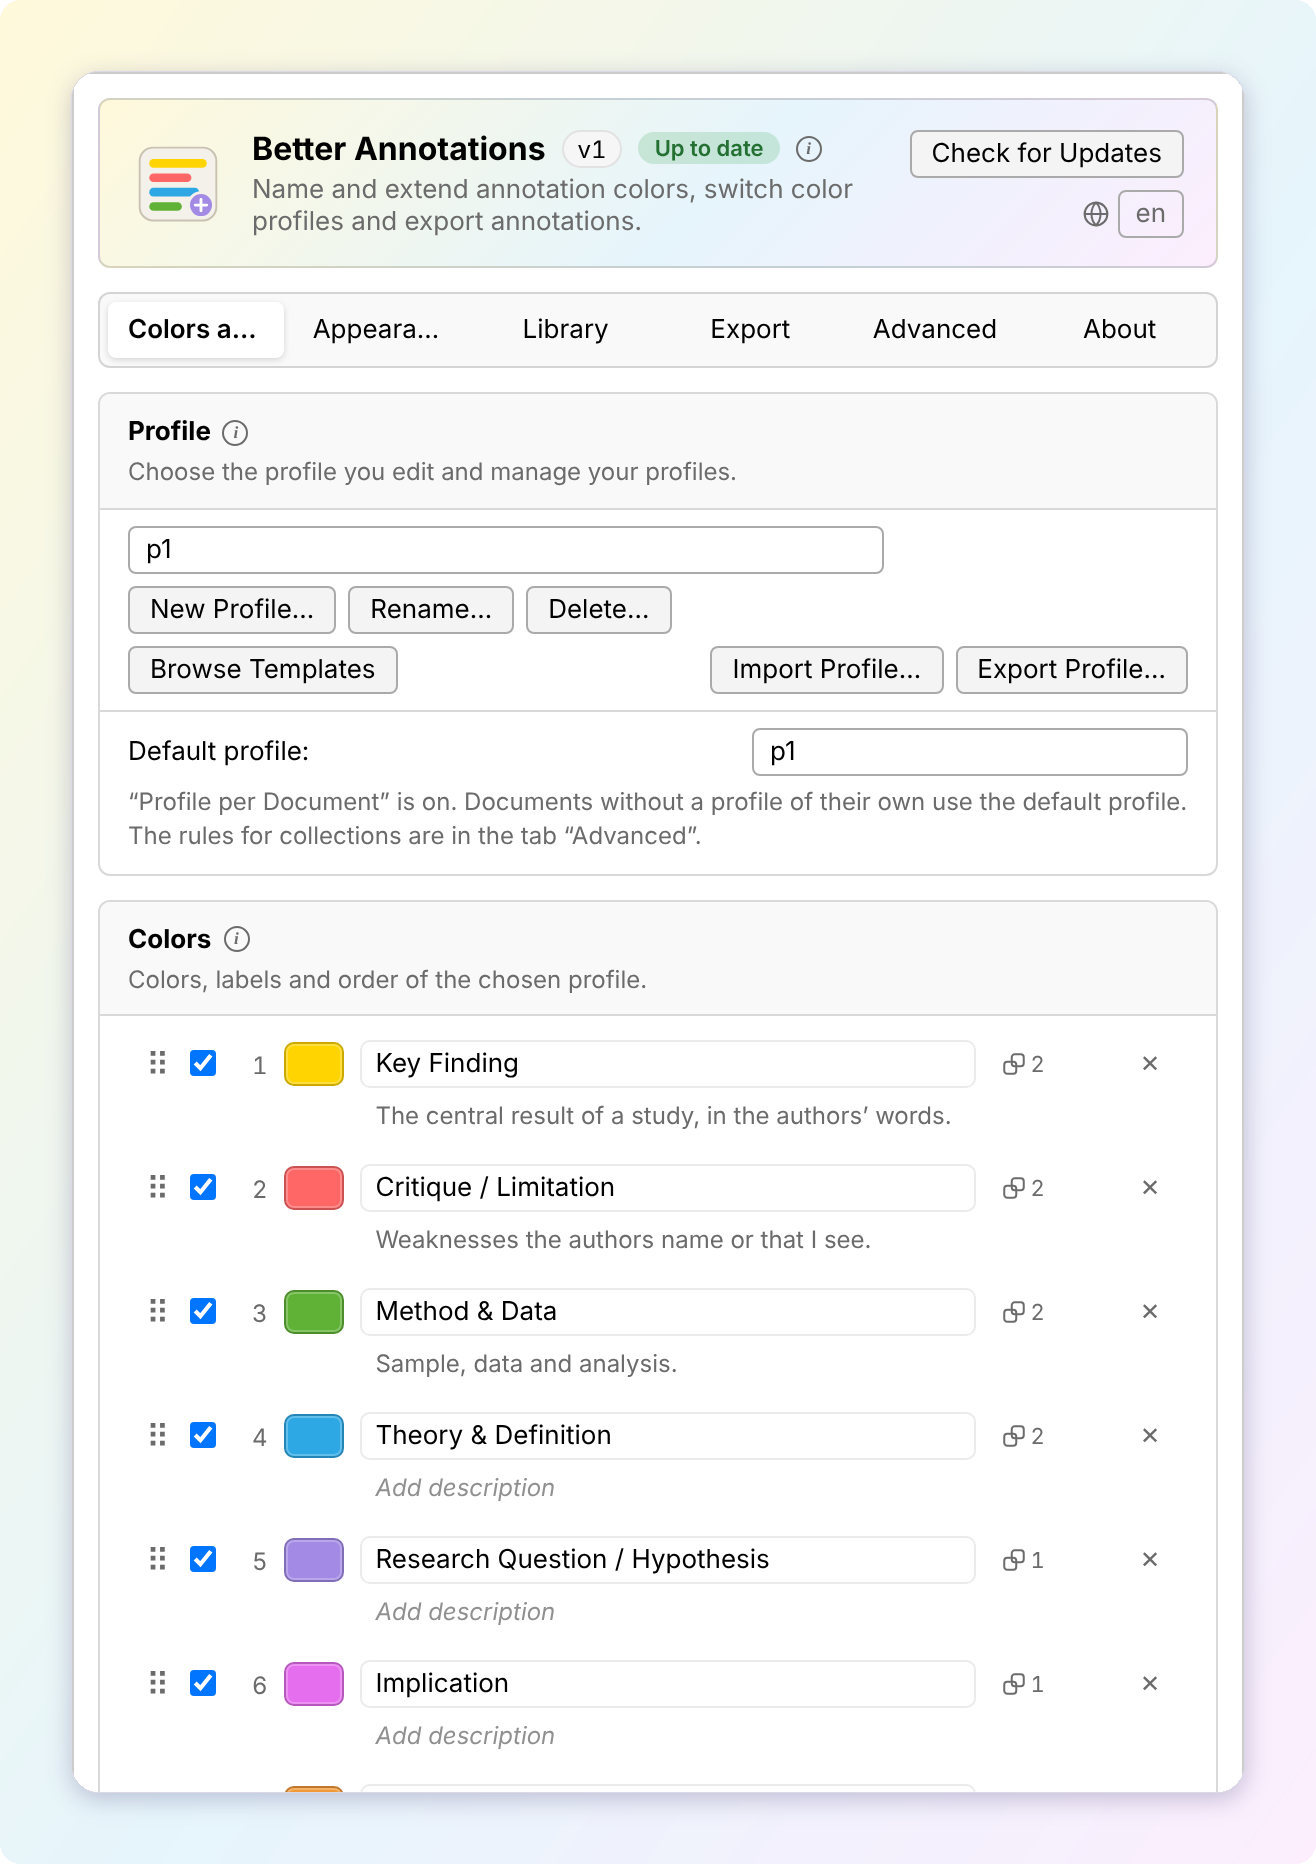 Better Annotations v1 Up to date i Check for Updates
Name and extend annotation colors, switch color
profiles and export annotations.
en
Colors a... Appeara... Library Export Advanced About
Profile i
Choose the profile you edit and manage your profiles.
p1
New Profile... Rename... Delete...
Browse Templates Import Profile... Export Profile...
Default profile: p1
“Profile per Document” is on. Documents without a profile of their own use the default profile.
The rules for collections are in the tab “Advanced”.
Colors i
Colors, labels and order of the chosen profile.
1 Key Finding 2 ×
The central result of a study, in the authors’ words.
2 Critique / Limitation 2 ×
Weaknesses the authors name or that I see.
3 Method & Data 2 ×
Sample, data and analysis.
4 Theory & Definition 2 ×
Add description
5 Research Question / Hypothesis 1 ×
Add description
6 Implication 1 ×
Add description